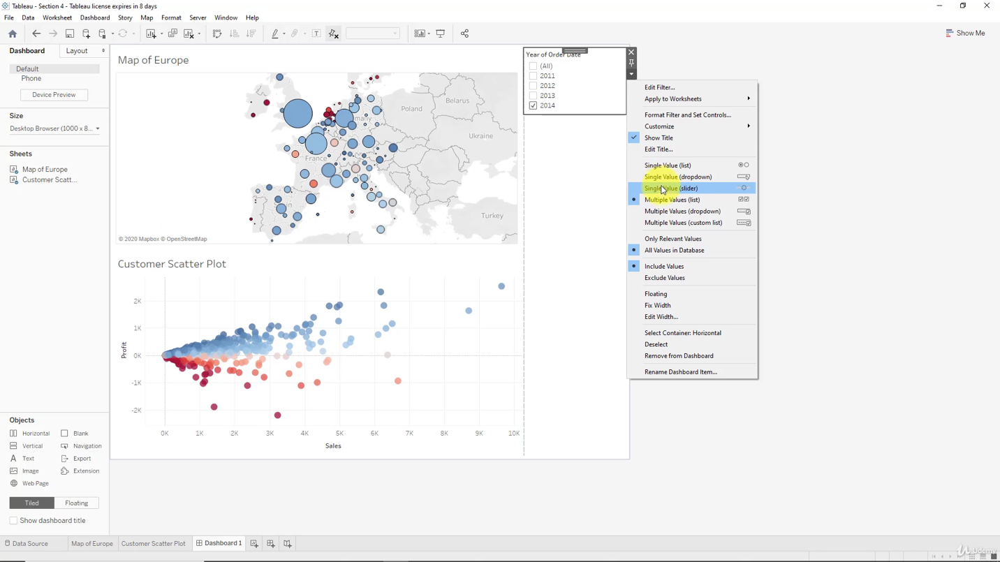 Tableau - Section 4 - Tableau license expires in 8 days
File Data Worksheet Dashboard Story Map Format Server Window Help
Show Me
Dashboard Layout
Default
Phone
Device Preview
Size
Desktop Browser (1000 x 8...
Sheets
Map of Europe
Customer Scatt...
Objects
Horizontal Blank
Vertical Navigation
Text Export
Image Extension
Web Page
Tiled Floating
Show dashboard title
Map of Europe
Belarus
Poland
Ukraine
France
Turkey
© 2020 Mapbox © OpenStreetMap
Customer Scatter Plot
Profit
2K
1K
0K
-1K
-2K
0K 1K 2K 3K 4K 5K 6K 7K 8K 9K 10K
Sales
Year of Order Date
(All)
2011
2012
2013
2014
Edit Filter...
Apply to Worksheets
Format Filter and Set Controls...
Customize
Show Title
Edit Title...
Single Value (list)
Single Value (dropdown)
Single Value (slider)
Multiple Values (list)
Multiple Values (dropdown)
Multiple Values (custom list)
Only Relevant Values
All Values in Database
Include Values
Exclude Values
Floating
Fix Width
Edit Width...
Select Container: Horizontal
Deselect
Remove from Dashboard
Rename Dashboard Item...
Data Source Map of Europe Customer Scatter Plot Dashboard 1
Udemy